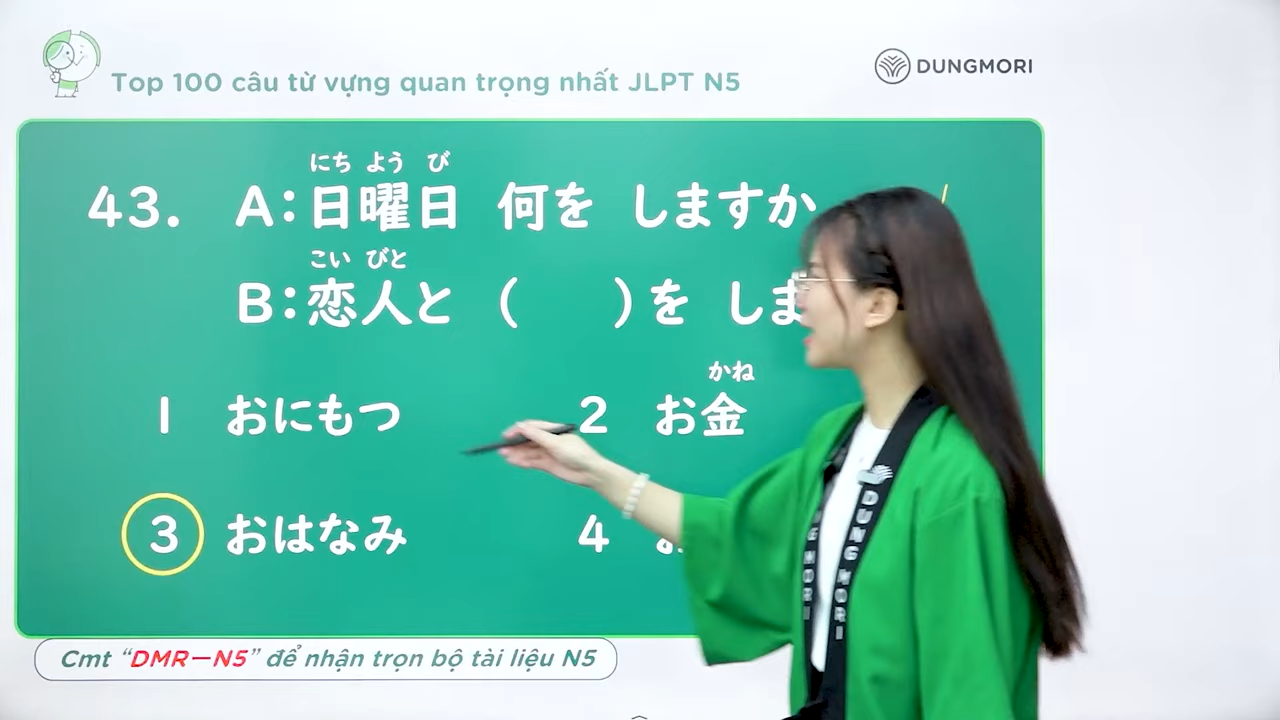 Top 100 câu từ vựng quan trọng nhất JLPT N5
DUNGMORI
にち よう び
43. A:日曜日 何を しますか
こい びと
B:恋人と ( )を しま
1 おにもつ
かね
2 お金
3 おはなみ
4
Cmt “DMR–N5” để nhận trọn bộ tài liệu N5
DUNGMORI
DUNGMORI